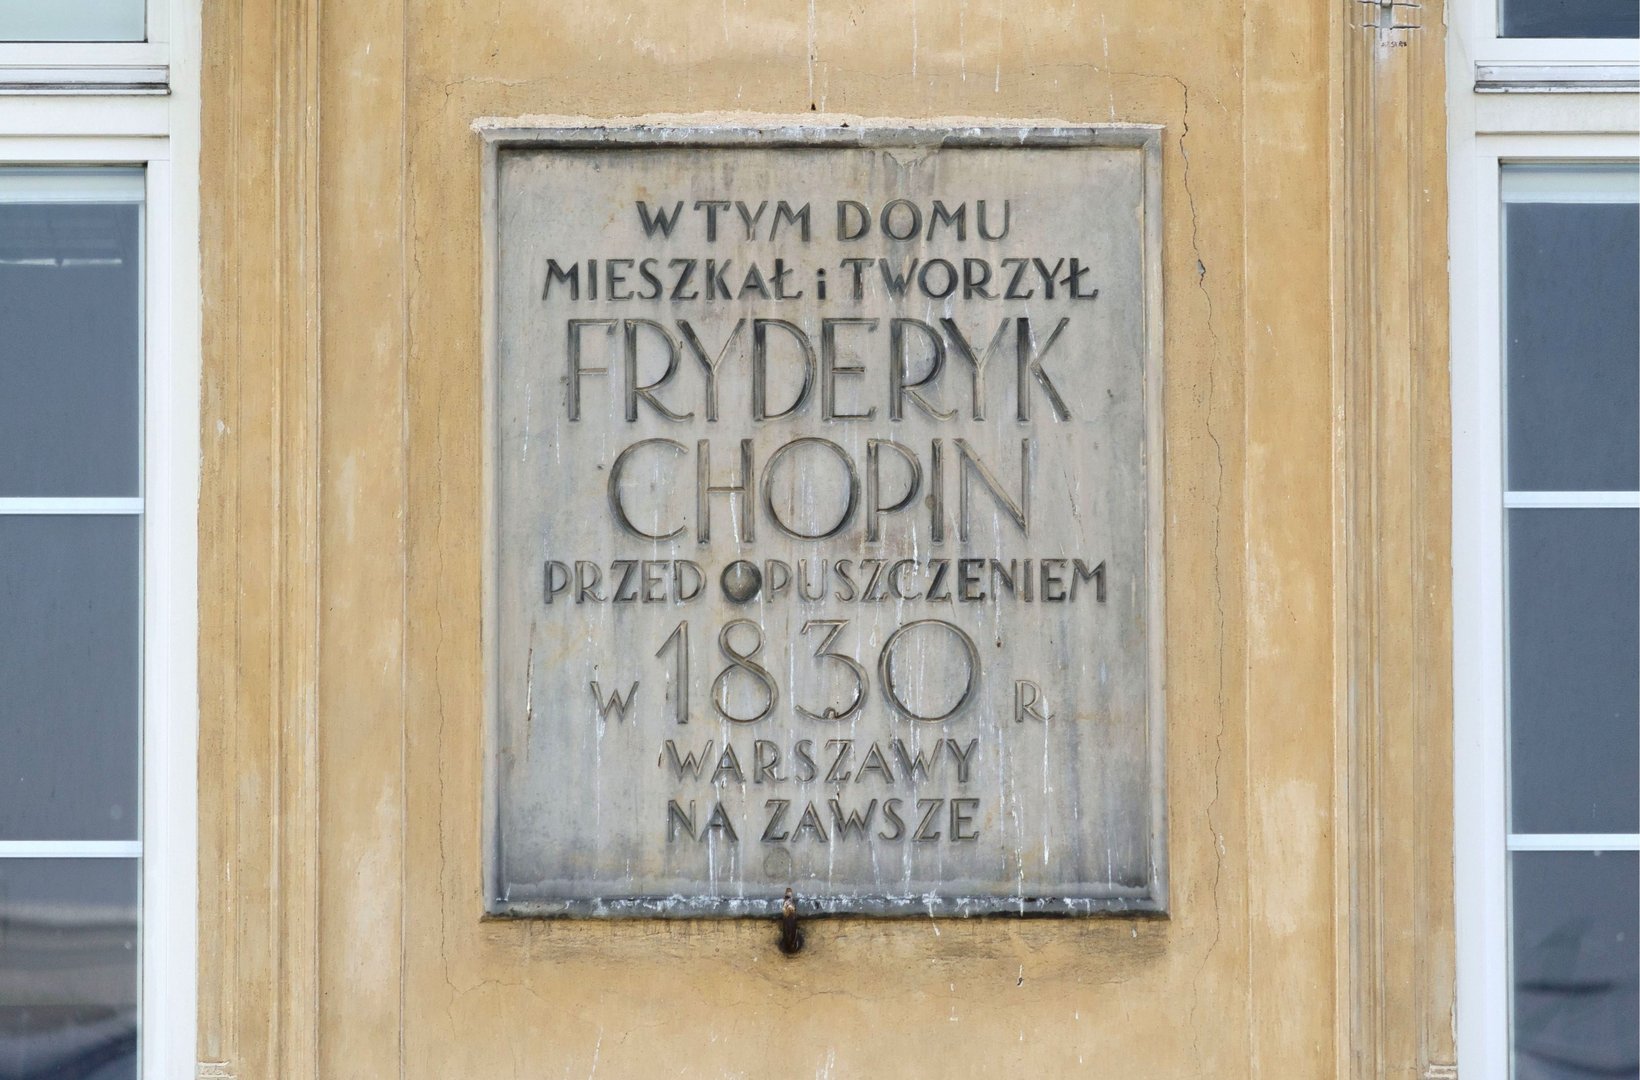 W TYM DOMU
MIESZKAŁ i TWORZYŁ
FRYDERYK
CHOPIN
PRZED OPUSZCZENIEM
W 1830 R
WARSZAWY
NA ZAWSZE